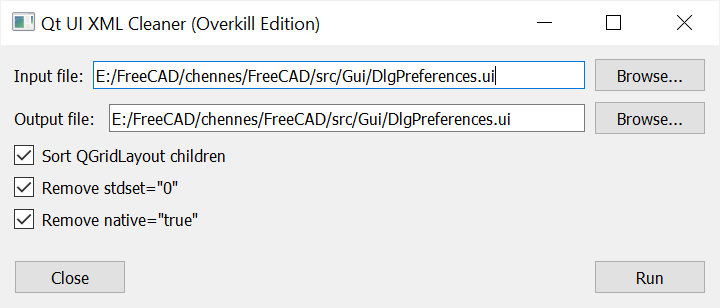 Qt UI XML Cleaner (Overkill Edition)
Input file: E:/FreeCAD/chennes/FreeCAD/src/Gui/DlgPreferences.ui Browse...
Output file: E:/FreeCAD/chennes/FreeCAD/src/Gui/DlgPreferences.ui Browse...
Sort QGridLayout children
Remove stdset="0"
Remove native="true"
Close Run